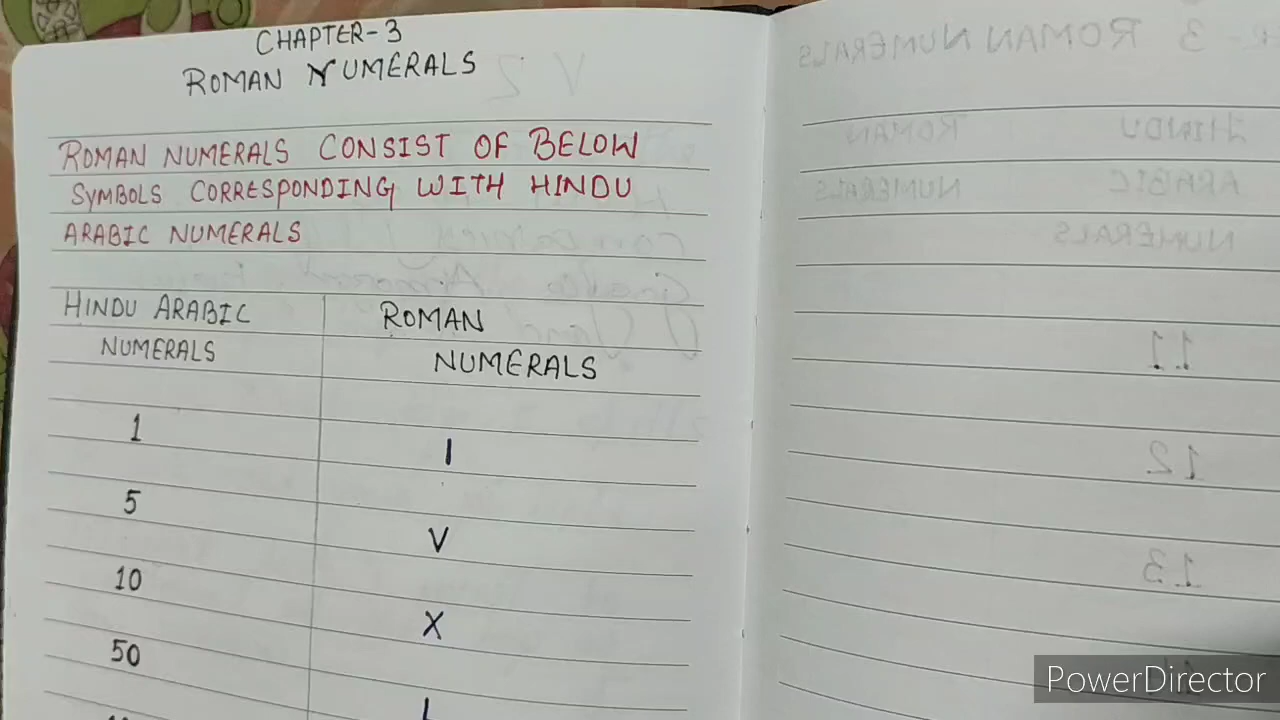 CHAPTER-3
ROMAN NUMERALS
ROMAN NUMERALS CONSIST OF BELOW
SYMBOLS CORRESPONDING WITH HINDU
ARABIC NUMERALS
HINDU ARABIC NUMERALS
ROMAN NUMERALS
1 I
5 V
10 X
50 L
PowerDirector